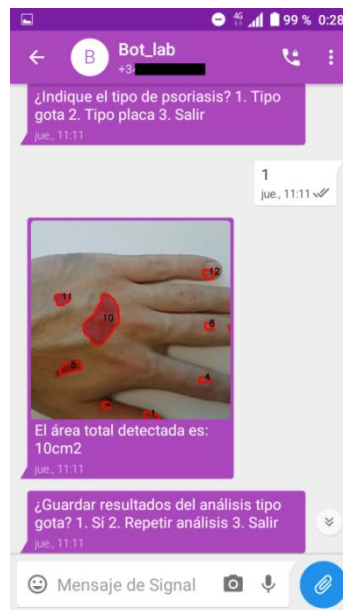 4G 99 % 0:28
B Bot_lab
+34
¿Indique el tipo de psoriasis? 1. Tipo
gota 2. Tipo placa 3. Salir
jue., 11:11
1
jue., 11:11
12
11
10
8
5
4
1
El área total detectada es:
10cm2
jue., 11:11
¿Guardar resultados del análisis tipo
gota? 1. Sí 2. Repetir análisis 3. Salir
jue., 11:11
Mensaje de Signal